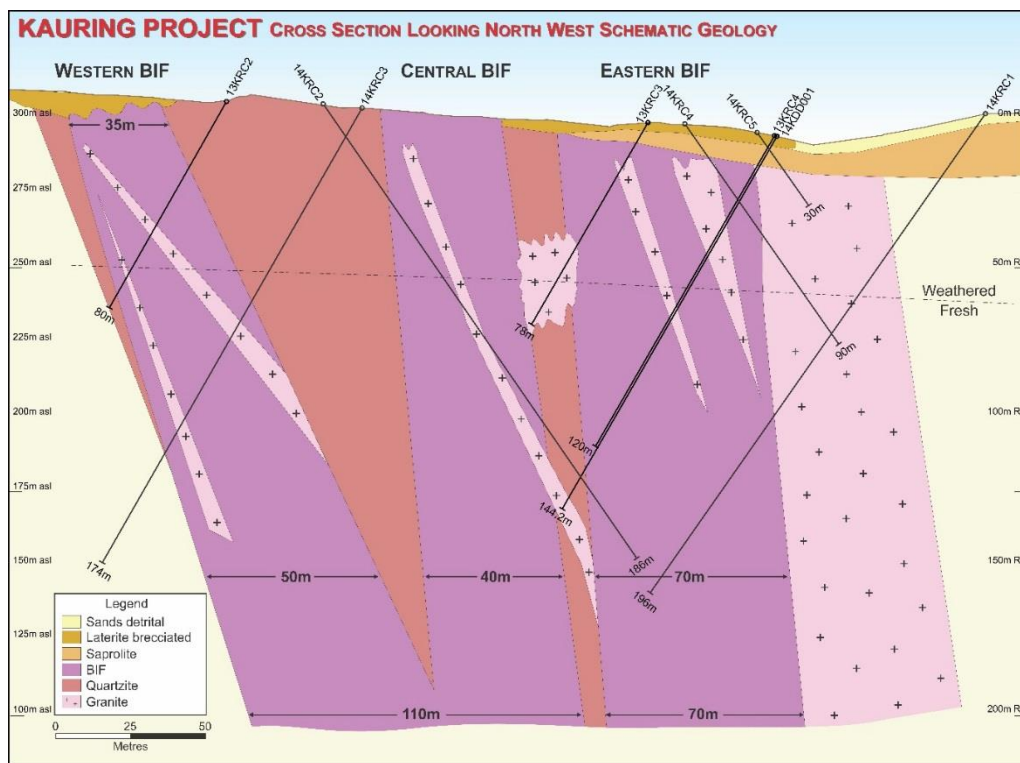 KAURING PROJECT CROSS SECTION LOOKING NORTH WEST SCHEMATIC GEOLOGY
WESTERN BIF
CENTRAL BIF
EASTERN BIF
13KRC2
14KRC2
14KRC3
13KRC3
14KRC4
14KRC5
13KRC4
14KDD001
14KRC1
300m asl
0m R
35m
275m asl
30m
250m asl
50m R
Weathered
Fresh
80m
78m
90m
225m asl
200m asl
100m R
120m
175m asl
144.2m
150m asl
150m R
174m
186m
196m
50m
40m
70m
125m asl
100m asl
200m R
110m
70m
Legend
Sands detrital
Laterite brecciated
Saprolite
BIF
Quartzite
Granite
0 25 50
Metres